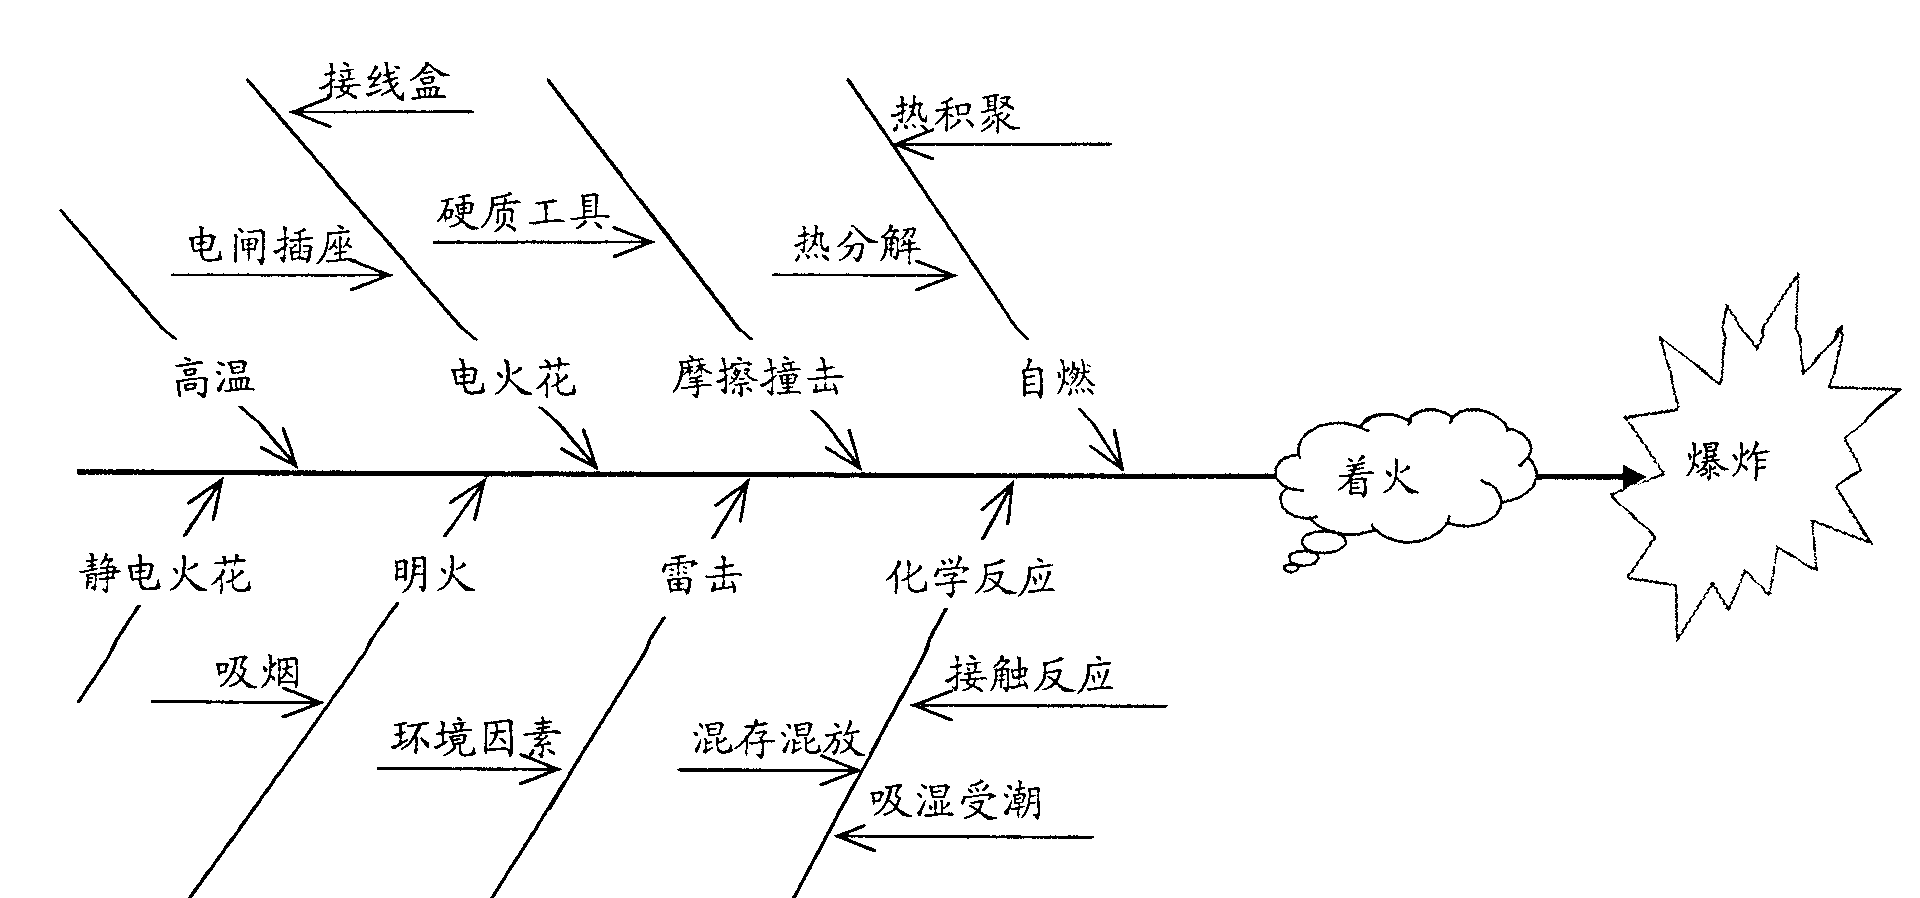 接线盒
热积聚
硬质工具
电闸插座
热分解
高温
电火花
摩擦撞击
自燃
着火
爆炸
静电火花
明火
雷击
化学反应
吸烟
接触反应
环境因素
混存混放
吸湿受潮